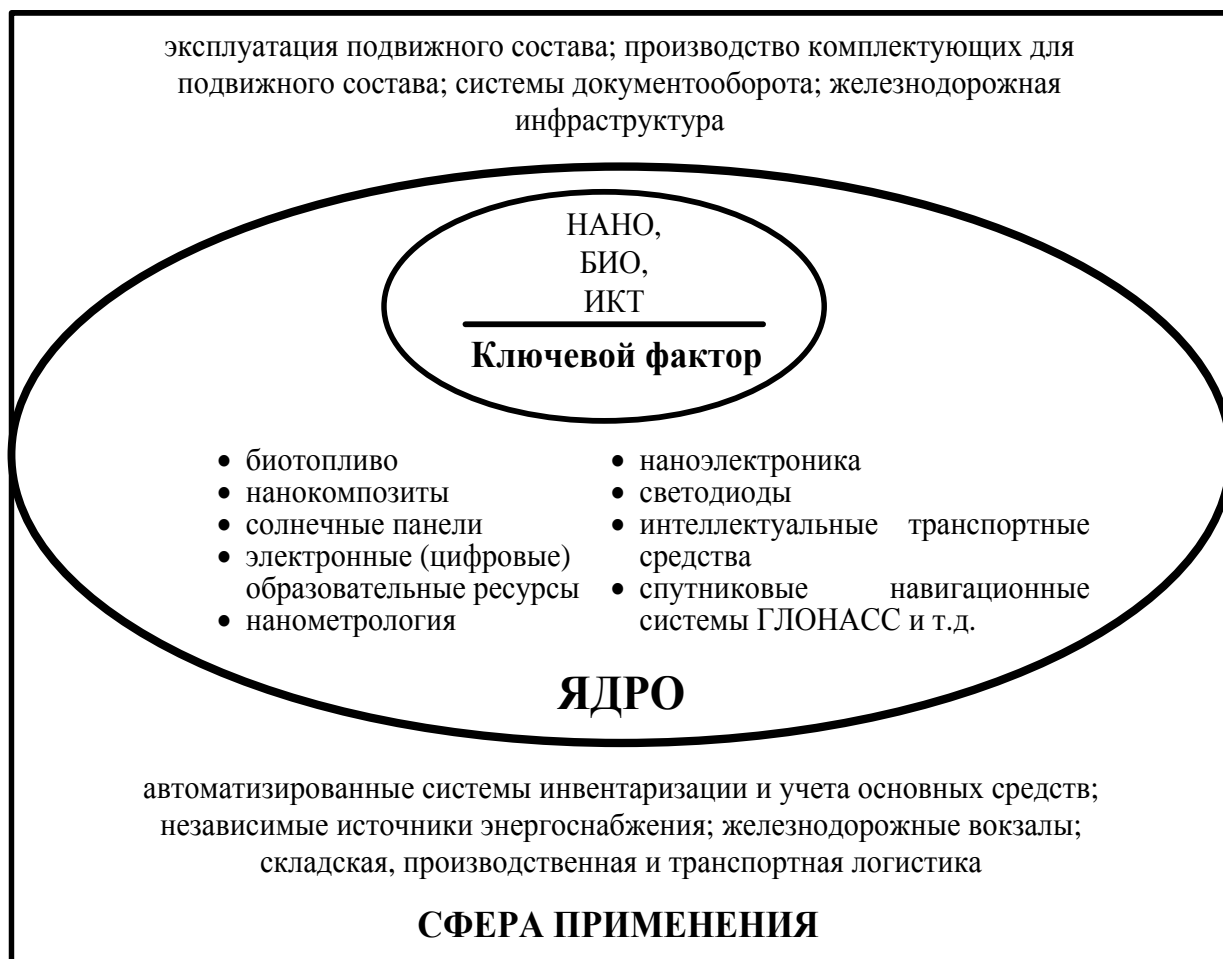 эксплуатация подвижного состава; производство комплектующих для
подвижного состава; системы документооборота; железнодорожная
инфраструктура
НАНО,
БИО,
ИКТ
Ключевой фактор
• биотопливо
• нанокомпозиты
• солнечные панели
• электронные (цифровые)
образовательные ресурсы
• нанометрология
• наноэлектроника
• светодиоды
• интеллектуальные транспортные
средства
• спутниковые навигационные
системы ГЛОНАСС и т.д.
ЯДРО
автоматизированные системы инвентаризации и учета основных средств;
независимые источники энергоснабжения; железнодорожные вокзалы;
складская, производственная и транспортная логистика
СФЕРА ПРИМЕНЕНИЯ